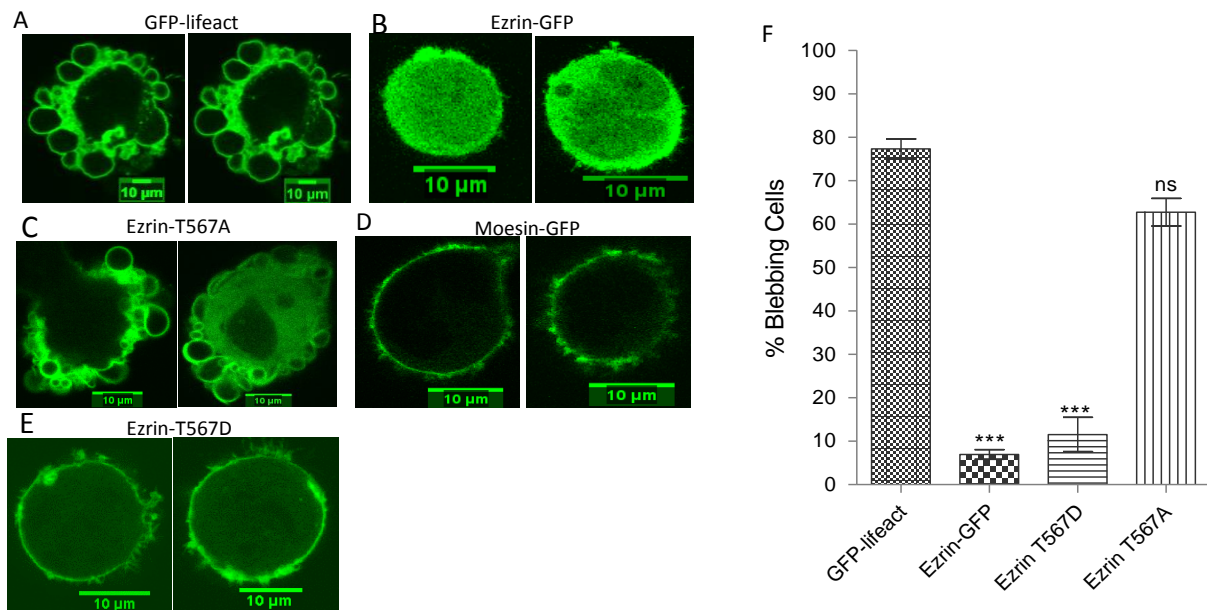 A
GFP-lifeact
10 µm
10 µm
B
Ezrin-GFP
10 µm
10 µm
C
Ezrin-T567A
10 µm
10 µm
D
Moesin-GFP
10 µm
10 µm
E
Ezrin-T567D
10 µm
10 µm
F
% Blebbing Cells
100
90
80
70
60
50
40
30
20
10
0
***
***
ns
GFP-lifeact
Ezrin-GFP
Ezrin T567D
Ezrin T567A